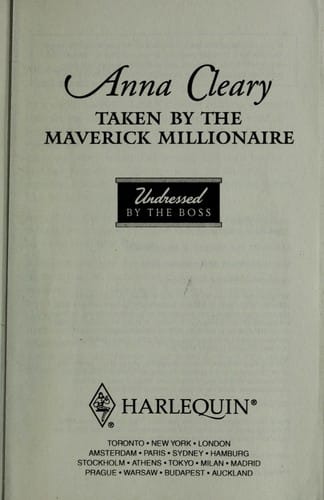 Anna Cleary
TAKEN BY THE
MAVERICK MILLIONAIRE
Undressed
BY THE BOSS
HARLEQUIN®
®
TORONTO • NEW YORK • LONDON
AMSTERDAM • PARIS • SYDNEY • HAMBURG
STOCKHOLM • ATHENS • TOKYO • MILAN • MADRID
PRAGUE • WARSAW • BUDAPEST • AUCKLAND